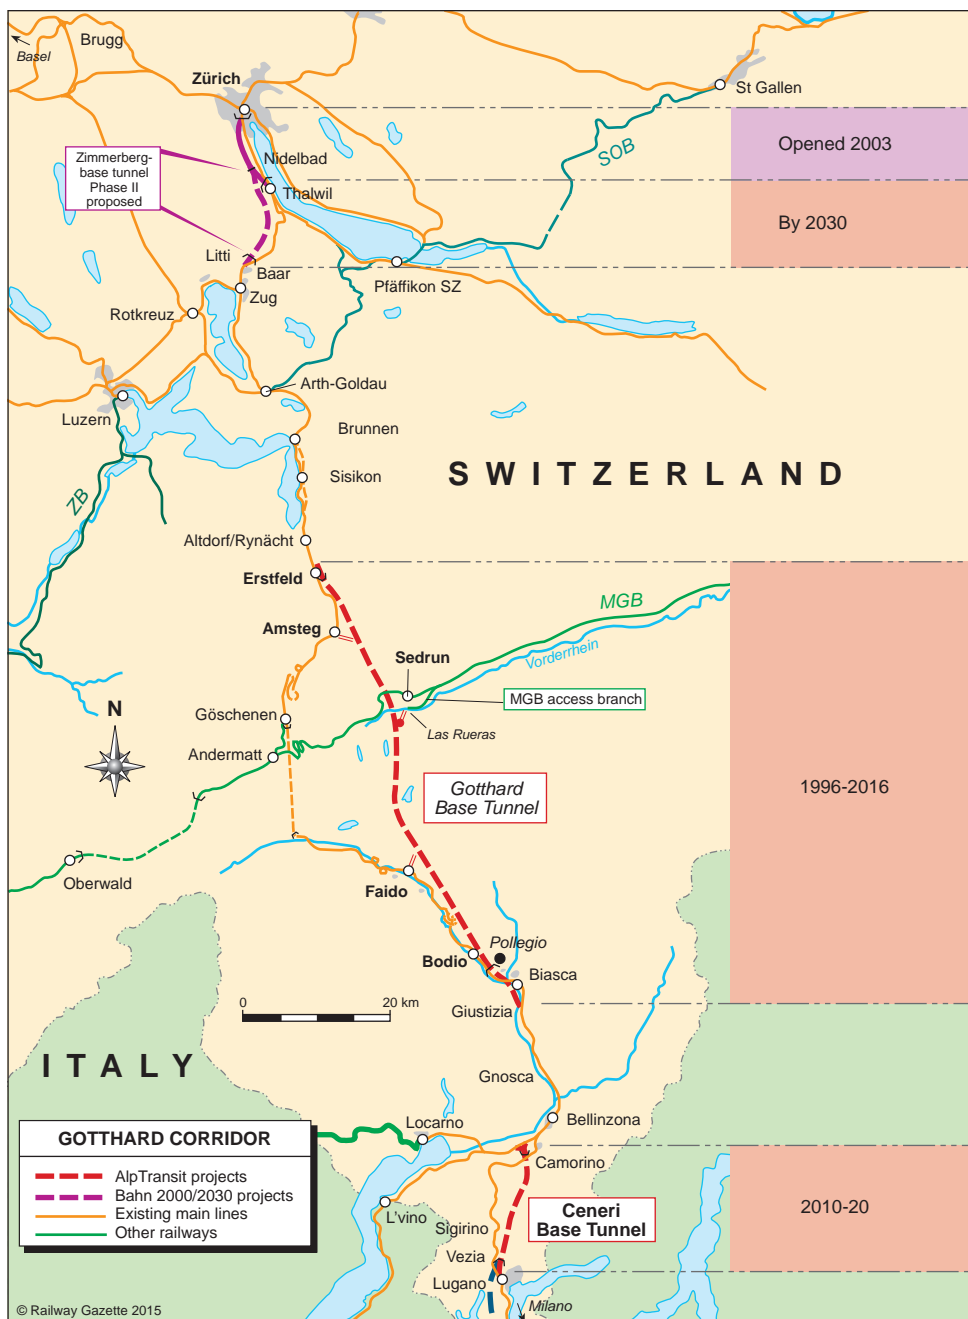 Brugg
Basel
Zürich
St Gallen
SOB
Opened 2003
Nidelbad
Zimmerberg-
base tunnel
Phase II
proposed
Thalwil
By 2030
Litti
Baar
Zug
Pfäffikon SZ
Rotkreuz
Arth-Goldau
Luzern
Brunnen
SWITZERLAND
Sisikon
ZB
Altdorf/Rynächt
Erstfeld
MGB
Amsteg
Vorderrhein
Sedrun
MGB access branch
N
Göschenen
Las Rueras
Andermatt
Gotthard
Base Tunnel
1996-2016
Oberwald
Faido
Pollegio
Bodio
Biasca
0
20 km
Giustizia
ITALY
Gnosca
Bellinzona
Locarno
GOTTHARD CORRIDOR
Camorino
AlpTransit projects
Bahn 2000/2030 projects
Existing main lines
Other railways
L'vino
Sigirino
Ceneri
Base Tunnel
2010-20
Vezia
Lugano
Milano
© Railway Gazette 2015